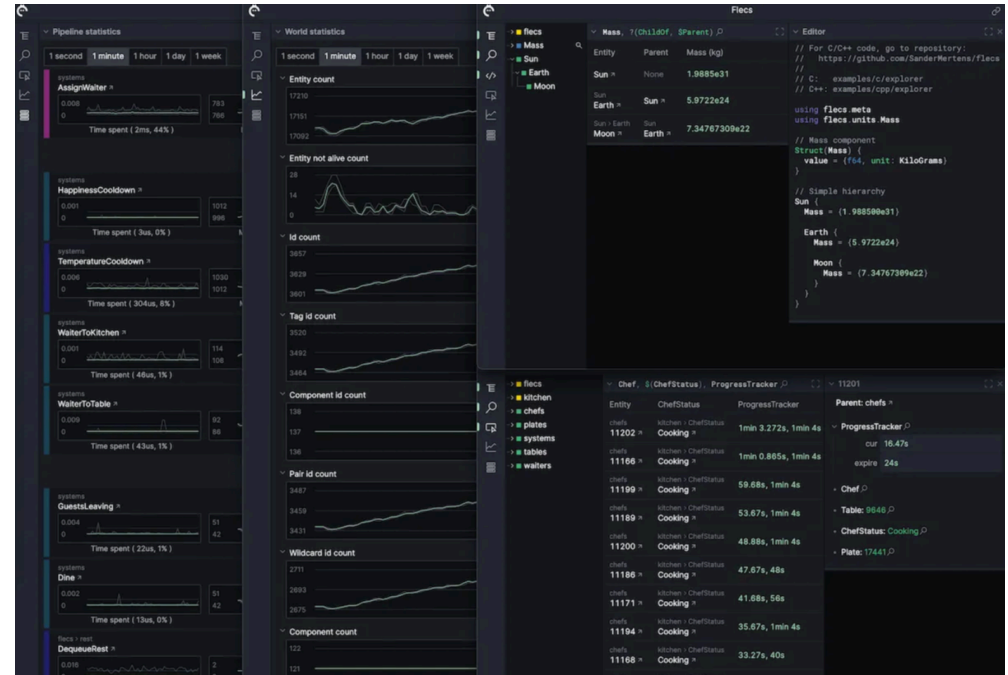 Pipeline statistics
1 second 1 minute 1 hour 1 day 1 week
systems
AssignWaiter
0.008 783
0 766
Time spent ( 2ms, 44% )
systems
HappinessCooldown
0.001 1012
0 996
Time spent ( 3us, 0% )
systems
TemperatureCooldown
0.006 1030
0 1012
Time spent ( 304us, 8% )
systems
WaiterToKitchen
0.001 114
0 108
Time spent ( 46us, 1% )
systems
WaiterToTable
0.009 92
0 86
Time spent ( 43us, 1% )
systems
GuestsLeaving
0.004 51
0 42
Time spent ( 22us, 1% )
systems
Dine
0.002 51
0 42
Time spent ( 13us, 0% )
flecs › rest
DequeueRest
0.016 2
World statistics
1 second 1 minute 1 hour 1 day 1 week
Entity count
17210
17151
17092
Entity not alive count
28
14
0
Id count
3657
3629
3601
Tag id count
3520
3492
3464
Component id count
138
137
136
Pair id count
3487
3459
3431
Wildcard id count
2711
2693
2675
Component count
122
121
Flecs
flecs
Mass
Sun
Earth
Moon
Mass, ?(ChildOf, $Parent)
Entity Parent Mass (kg)
Sun None 1.9885e31
Sun
Earth Sun 5.9722e24
Sun › Earth Sun
Moon Earth 7.34767309e22
Editor
// For C/C++ code, go to repository:
// https://github.com/SanderMertens/flecs
//
// C: examples/c/explorer
// C++: examples/cpp/explorer
using flecs.meta
using flecs.units.Mass
// Mass component
Struct(Mass) {
value = {f64, unit: KiloGrams}
}
// Simple hierarchy
Sun {
Mass = {1.988500e31}
Earth {
Mass = {5.9722e24}
Moon {
Mass = {7.34767309e22}
}
}
}
flecs
kitchen
chefs
plates
systems
tables
waiters
Chef, $(ChefStatus), ProgressTracker
Entity ChefStatus ProgressTracker
chefs kitchen › ChefStatus
11202 Cooking 1min 3.272s, 1min 4s
chefs kitchen › ChefStatus
11166 Cooking 1min 0.865s, 1min 4s
chefs kitchen › ChefStatus
11199 Cooking 59.68s, 1min 4s
chefs kitchen › ChefStatus
11189 Cooking 53.67s, 1min 4s
chefs kitchen › ChefStatus
11200 Cooking 48.88s, 1min 4s
chefs kitchen › ChefStatus
11186 Cooking 47.67s, 48s
chefs kitchen › ChefStatus
11171 Cooking 41.68s, 56s
chefs kitchen › ChefStatus
11194 Cooking 35.67s, 1min 4s
chefs kitchen › ChefStatus
11168 Cooking 33.27s, 40s
11201
Parent: chefs
ProgressTracker
cur 16.47s
expire 24s
Chef
Table: 9646
ChefStatus: Cooking
Plate: 17441